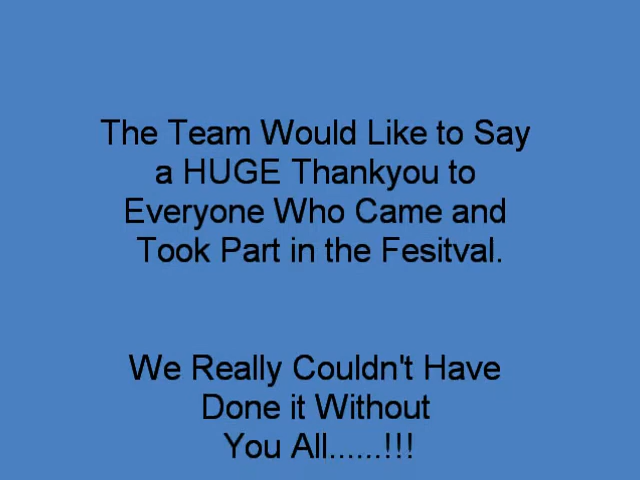 The Team Would Like to Say
a HUGE Thankyou to
Everyone Who Came and
Took Part in the Fesitval.
We Really Couldn't Have
Done it Without
You All......!!!